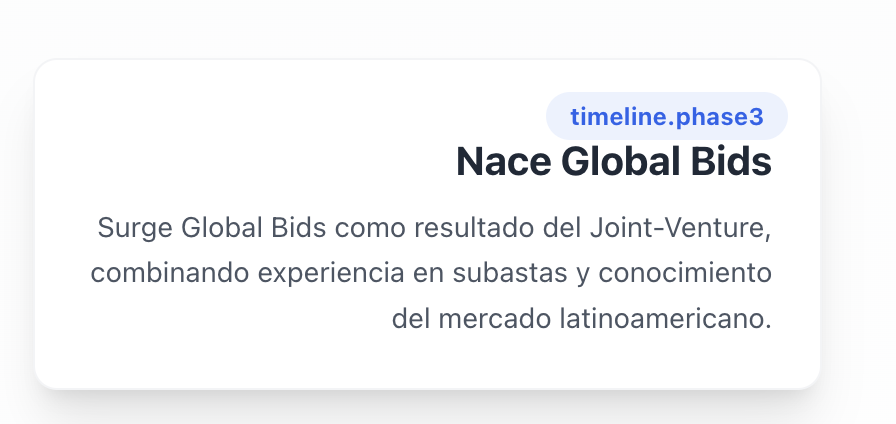 timeline.phase3
Nace Global Bids
Surge Global Bids como resultado del Joint-Venture,
combinando experiencia en subastas y conocimiento
del mercado latinoamericano.